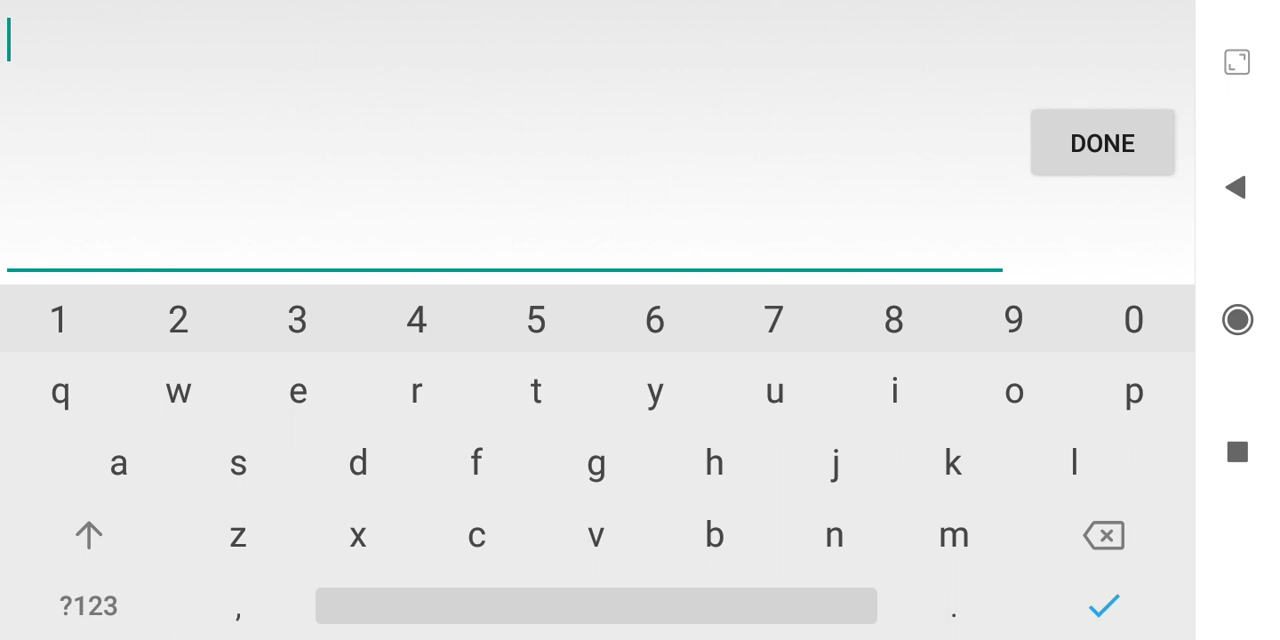 DONE
1 2 3 4 5 6 7 8 9 0
q w e r t y u i o p
a s d f g h j k l
z x c v b n m
?123 , .